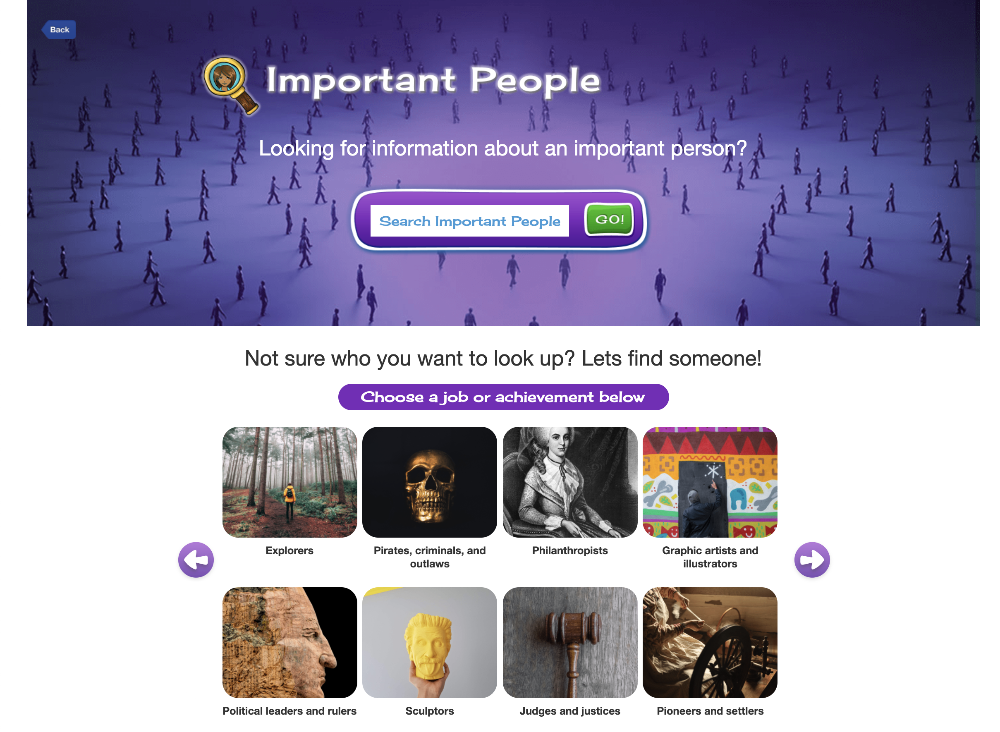 Back
Important People
Looking for information about an important person?
Search Important People
GO!
Not sure who you want to look up? Lets find someone!
Choose a job or achievement below
Explorers
Pirates, criminals, and
outlaws
Philanthropists
Graphic artists and
illustrators
Political leaders and rulers
Sculptors
Judges and justices
Pioneers and settlers